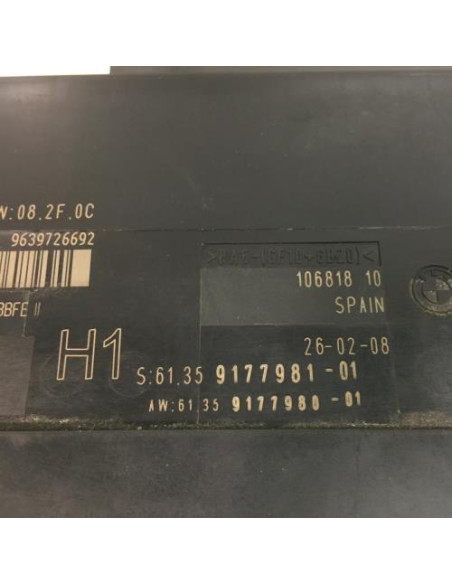 W:08.2F.0C
9639726692
BBFE II
106818 10
SPAIN
26-02-08
H1
S:61.35 9177981-01
AW:61.35 9177980-01